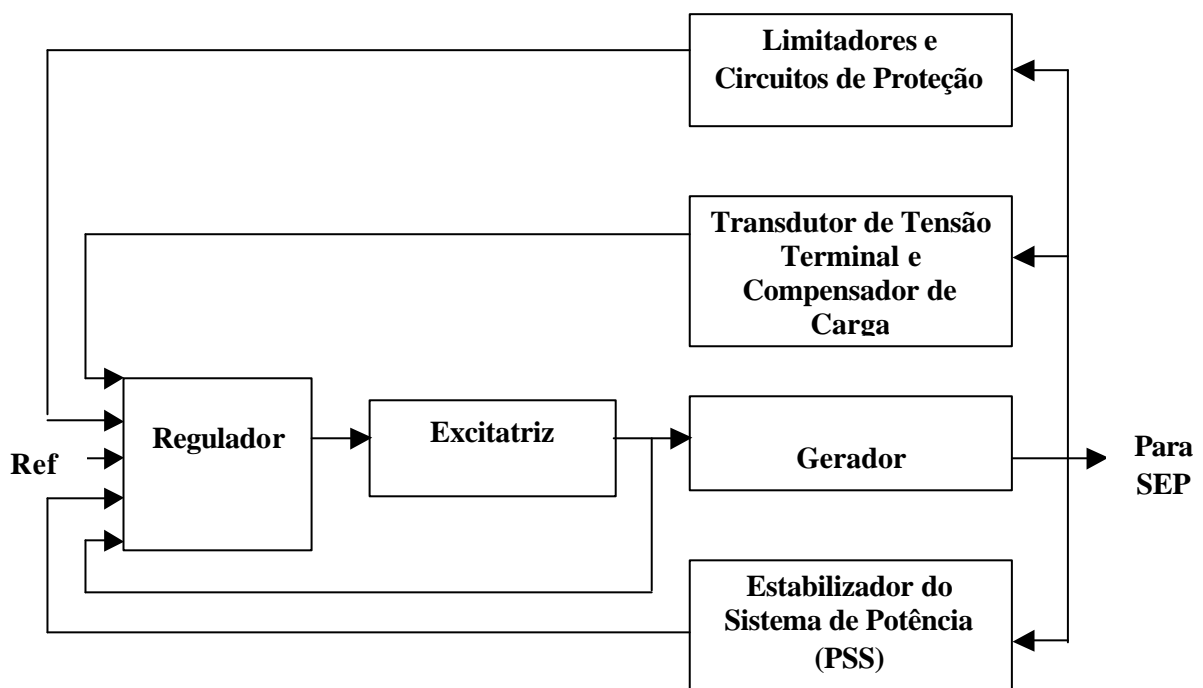 Limitadores e
Circuitos de Proteção
Transdutor de Tensão
Terminal e
Compensador de
Carga
Regulador
Excitatriz
Gerador
Ref
Para
SEP
Estabilizador do
Sistema de Potência
(PSS)